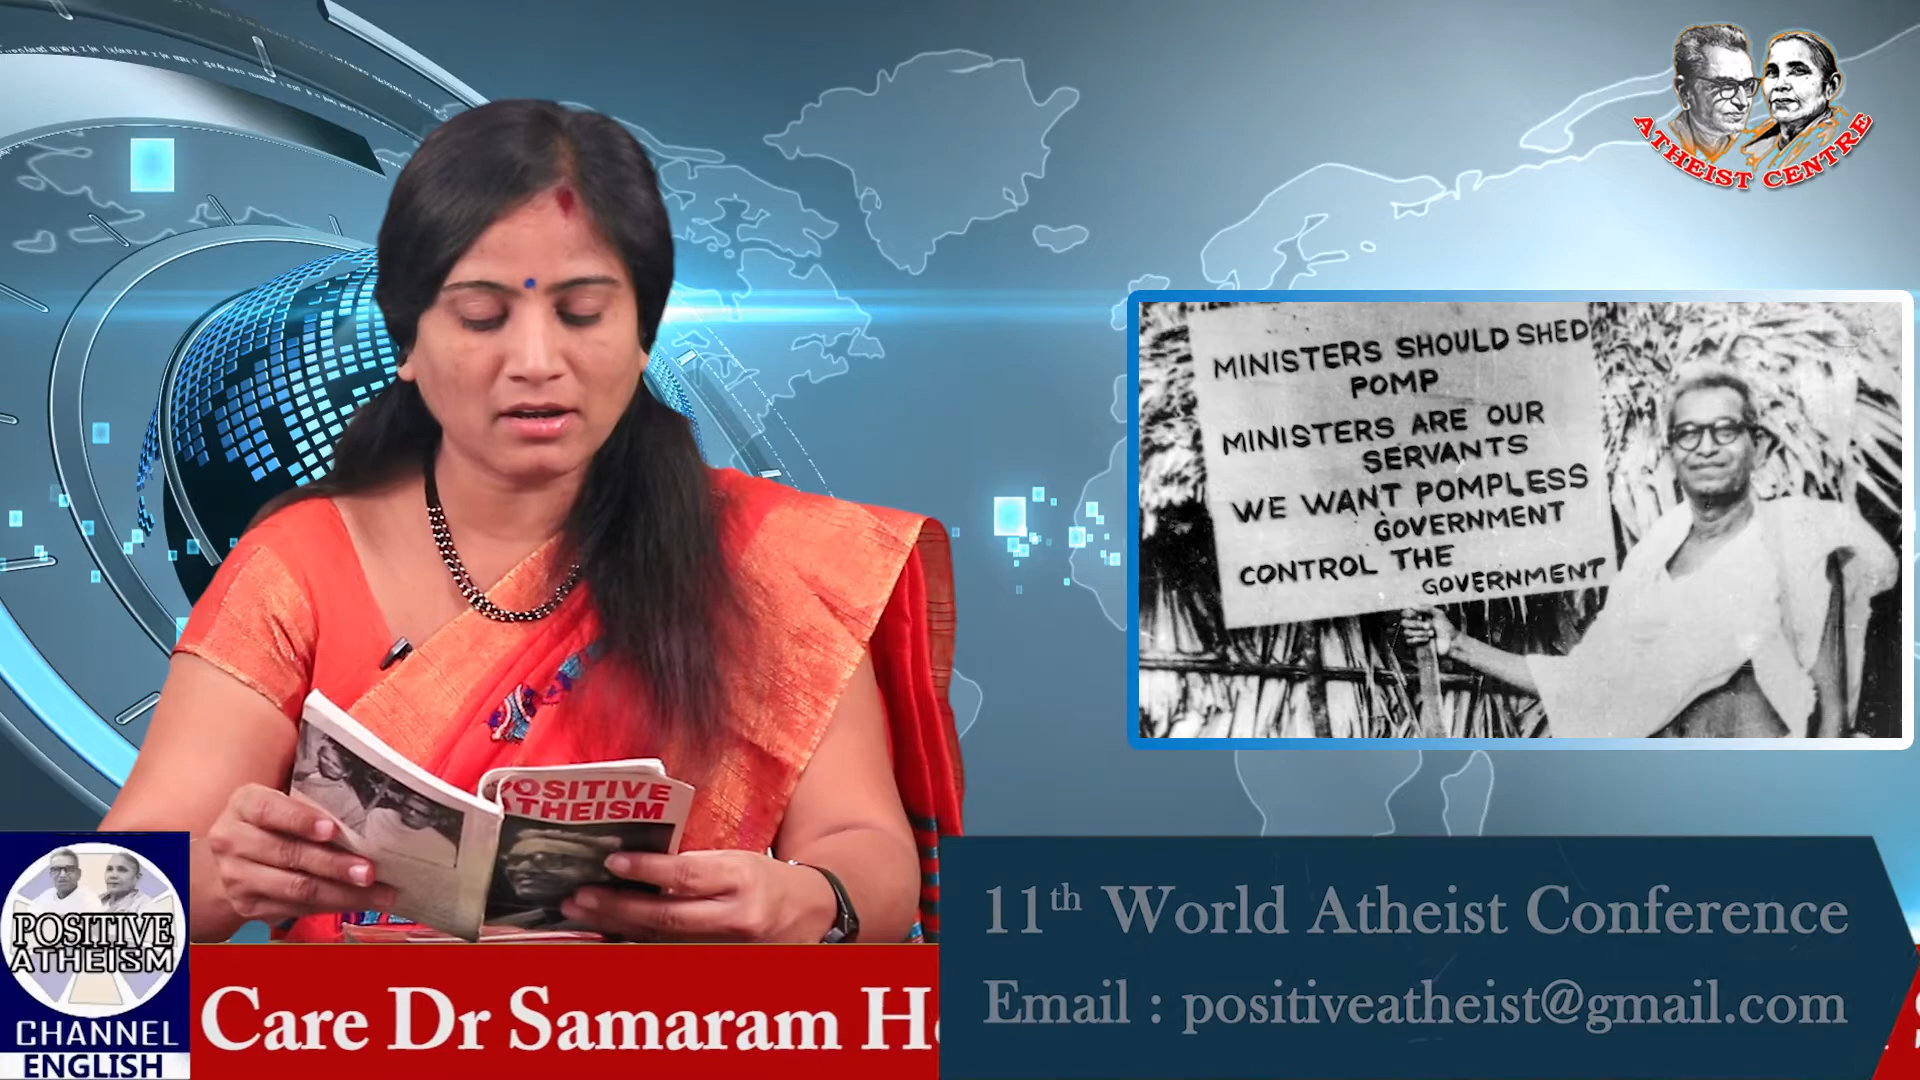 ATHEIST CENTRE
MINISTERS SHOULD SHED
POMP
MINISTERS ARE OUR
SERVANTS
WE WANT POMPLESS
GOVERNMENT
CONTROL THE
GOVERNMENT
POSITIVE
ATHEISM
11th World Atheist Conference
Email : positiveatheist@gmail.com
POSITIVE
ATHEISM
CHANNEL
ENGLISH
Care Dr Samaram